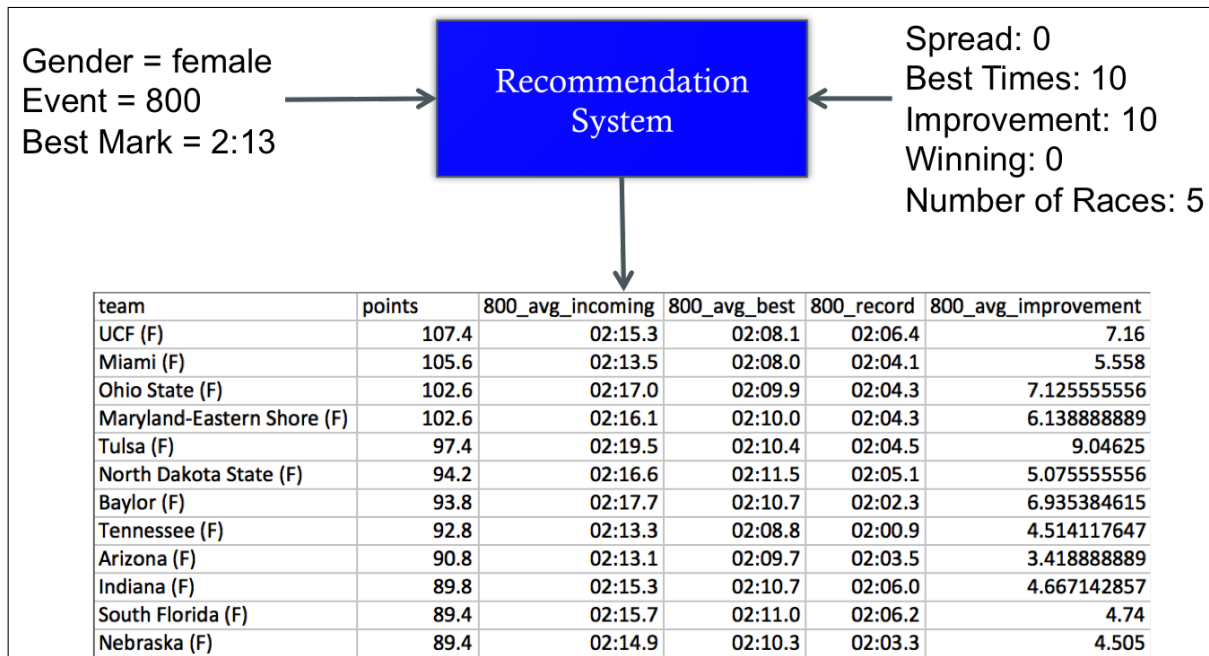 Gender = female
Event = 800
Best Mark = 2:13
Recommendation
System
Spread: 0
Best Times: 10
Improvement: 10
Winning: 0
Number of Races: 5
team points 800_avg_incoming 800_avg_best 800_record 800_avg_improvement
UCF (F) 107.4 02:15.3 02:08.1 02:06.4 7.16
Miami (F) 105.6 02:13.5 02:08.0 02:04.1 5.558
Ohio State (F) 102.6 02:17.0 02:09.9 02:04.3 7.125555556
Maryland-Eastern Shore (F) 102.6 02:16.1 02:10.0 02:04.3 6.138888889
Tulsa (F) 97.4 02:19.5 02:10.4 02:04.5 9.04625
North Dakota State (F) 94.2 02:16.6 02:11.5 02:05.1 5.075555556
Baylor (F) 93.8 02:17.7 02:10.7 02:02.3 6.935384615
Tennessee (F) 92.8 02:13.3 02:08.8 02:00.9 4.514117647
Arizona (F) 90.8 02:13.1 02:09.7 02:03.5 3.418888889
Indiana (F) 89.8 02:15.3 02:10.7 02:06.0 4.667142857
South Florida (F) 89.4 02:15.7 02:11.0 02:06.2 4.74
Nebraska (F) 89.4 02:14.9 02:10.3 02:03.3 4.505